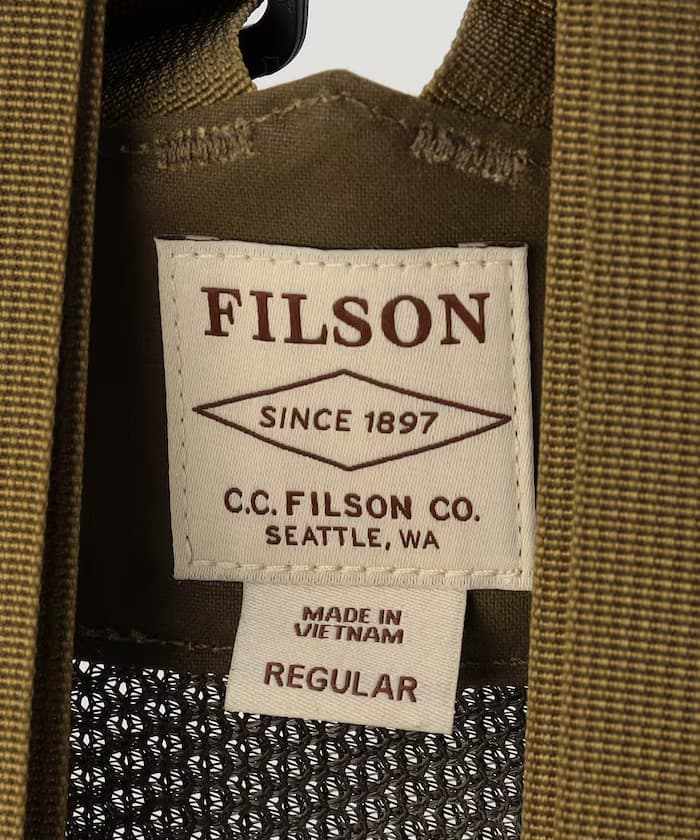 FILSON
SINCE 1897
C.C. FILSON CO.
SEATTLE, WA
MADE IN
VIETNAM
REGULAR